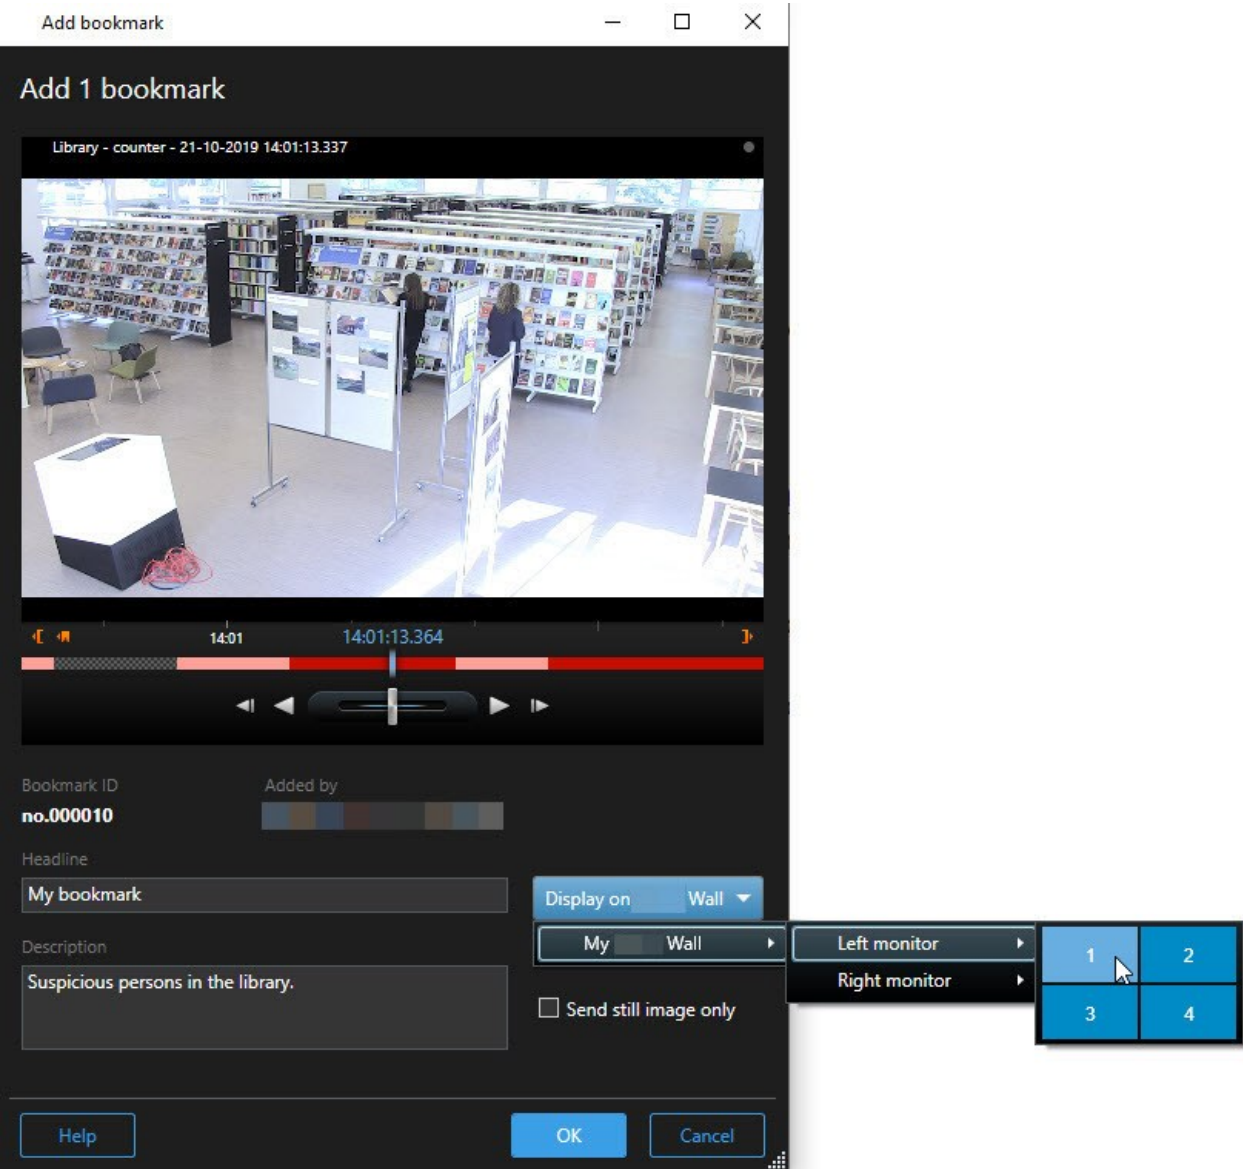 Add bookmark
Add 1 bookmark
Library - counter - 21-10-2019 14:01:13.337
14:01
14:01:13.364
Bookmark ID
Added by
no.000010
Headline
My bookmark
Display on Wall
My Wall
Left monitor
Right monitor
1
2
3
4
Description
Suspicious persons in the library.
Send still image only
Help
OK
Cancel